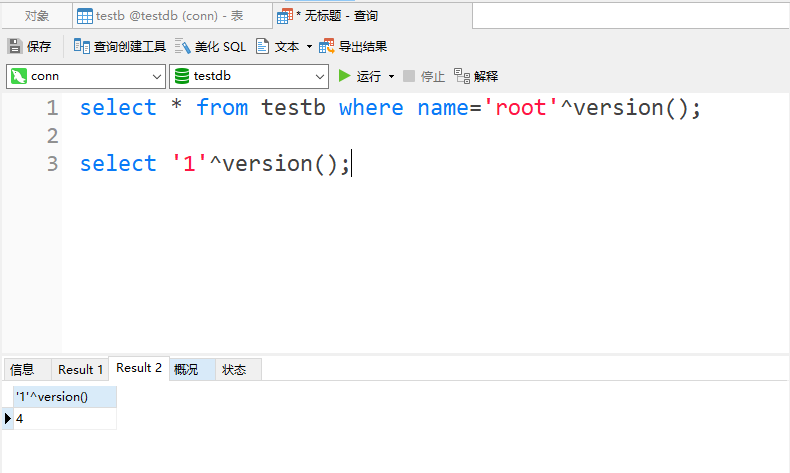 对象 testb @testdb (conn) - 表 * 无标题 - 查询
保存 查询创建工具 美化 SQL 文本 导出结果
conn testdb 运行 停止 解释
1 select * from testb where name='root'^version();
2
3 select '1'^version();
信息 Result 1 Result 2 概况 状态
'1'^version()
4